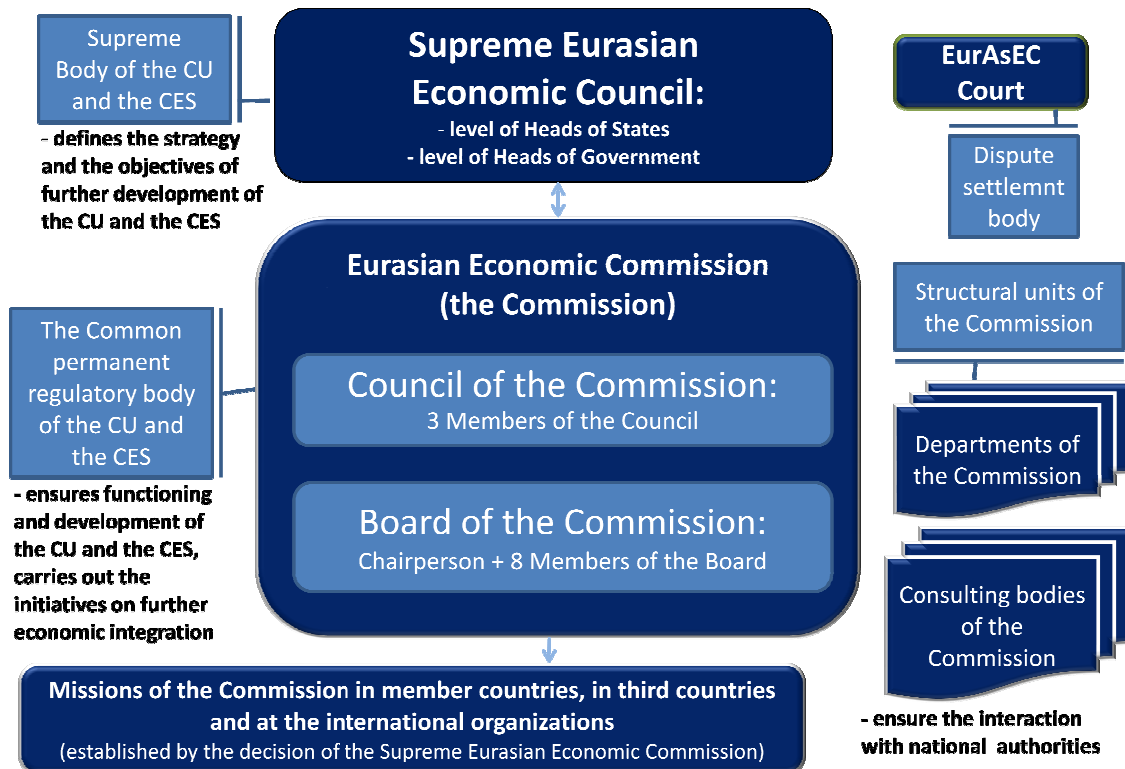 Supreme
Body of the CU
and the CES
- defines the strategy
and the objectives of
further development of
the CU and the CES
Supreme Eurasian
Economic Council:
- level of Heads of States
- level of Heads of Government
EurAsEC
Court
Dispute
settlemnt
body
Eurasian Economic Commission
(the Commission)
Council of the Commission:
3 Members of the Council
Board of the Commission:
Chairperson + 8 Members of the Board
The Common
permanent
regulatory body
of the CU and
the CES
- ensures functioning
and development of
the CU and the CES,
carries out the
initiatives on further
economic integration
Structural units of
the Commission
Departments of
the Commission
Consulting bodies
of the
Commission
- ensure the interaction
with national authorities
Missions of the Commission in member countries, in third countries
and at the international organizations
(established by the decision of the Supreme Eurasian Economic Commission)